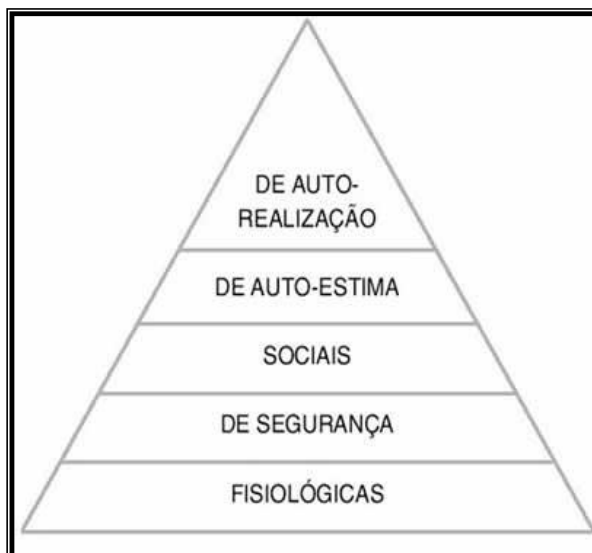 DE AUTO-
REALIZAÇÃO
DE AUTO-ESTIMA
SOCIAIS
DE SEGURANÇA
FISIOLÓGICAS